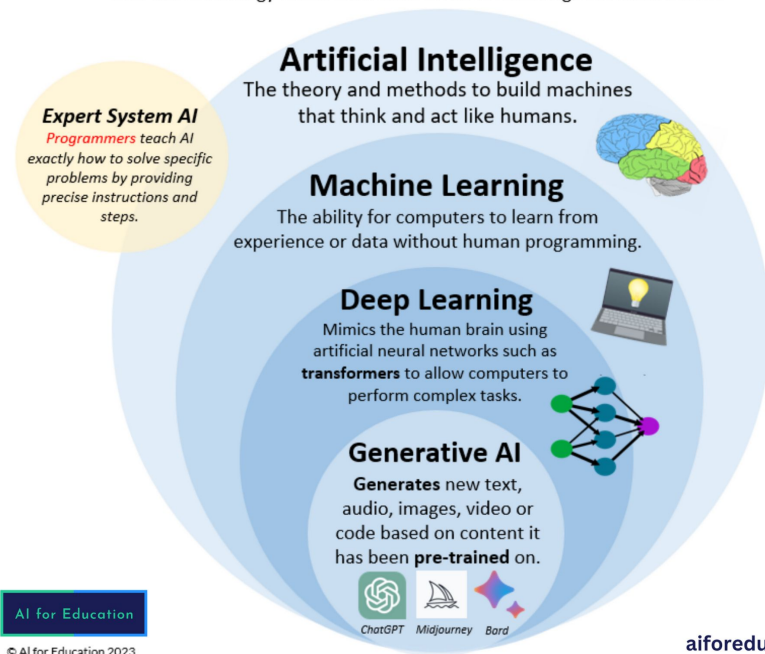 Artificial Intelligence
The theory and methods to build machines
that think and act like humans.
Expert System AI
Programmers teach AI
exactly how to solve specific
problems by providing
precise instructions and
steps.
Machine Learning
The ability for computers to learn from
experience or data without human programming.
Deep Learning
Mimics the human brain using
artificial neural networks such as
transformers to allow computers to
perform complex tasks.
Generative AI
Generates new text,
audio, images, video or
code based on content it
has been pre-trained on.
ChatGPT Midjourney Bard
AI for Education
© AI for Education 2023
aiforedu